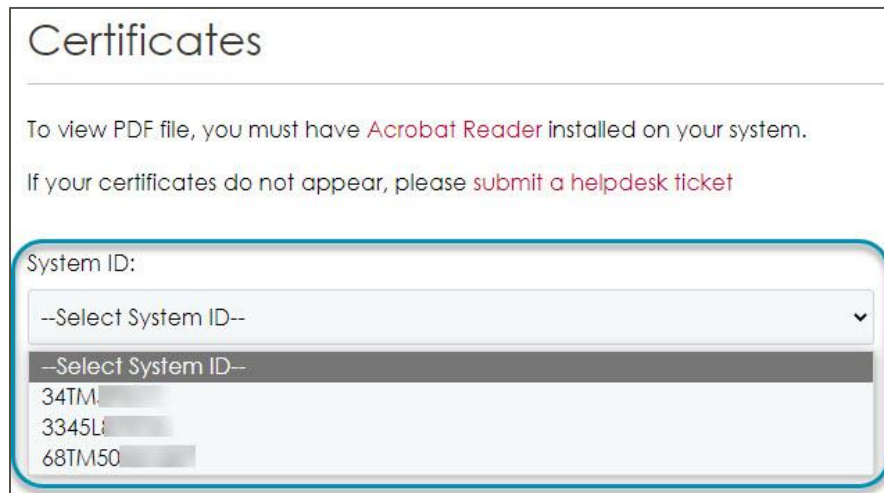 Certificates
To view PDF file, you must have Acrobat Reader installed on your system.
If your certificates do not appear, please submit a helpdesk ticket
System ID:
--Select System ID--
--Select System ID--
34TM
3345L
68TM50